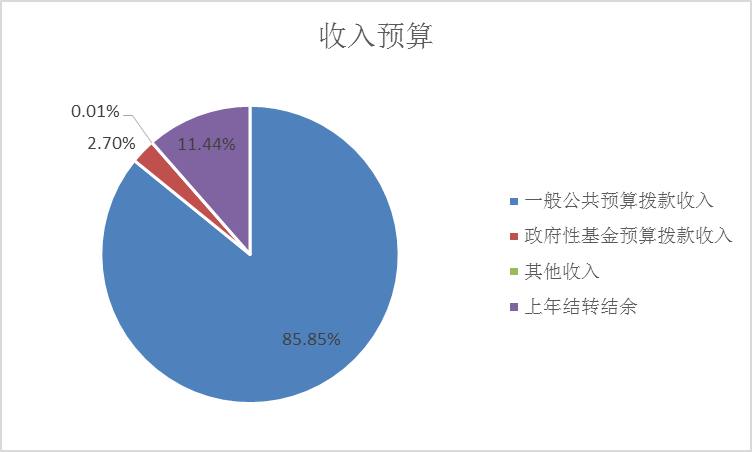 收入预算
0.01%
2.70%
11.44%
85.85%
一般公共预算拨款收入
政府性基金预算拨款收入
其他收入
上年结转结余